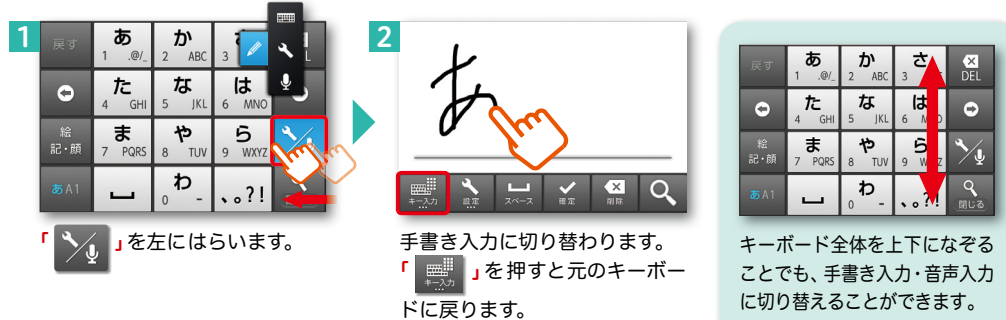 1
戻す
あ
1 .@/_
か
2 ABC
3
L
た
4 GHI
な
5 JKL
は
6 MNO
絵
記・顔
ま
7 PQRS
や
8 TUV
ら
9 WXYZ
あA1
わ
0 -
、。?!
「 」を左にはらいます。
2
あ
キー入力
設定
スペース
確定
削除
手書き入力に切り替わります。
「 キー入力 」を押すと元のキーボー
ドに戻ります。
戻す
あ
1 .@/_
か
2 ABC
さ
3
DEL
た
4 GHI
な
5 JKL
は
6 M O
絵
記・顔
ま
7 PQRS
や
8 TUV
ら
9 W Z
あA1
わ
0 -
、。?!
閉じる
キーボード全体を上下になぞる
ことでも、手書き入力・音声入力
に切り替えることができます。